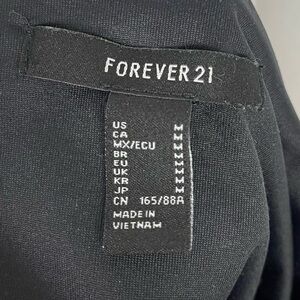 FOREVER 21
US M
CA M
MX/ECU M
BR M
EU M
UK M
KR M
JP M
CN 165/88A
MADE IN
VIETNAM